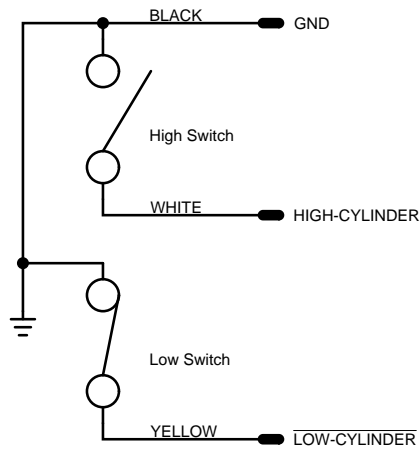 BLACK
GND
High Switch
WHITE
HIGH-CYLINDER
Low Switch
YELLOW
LOW-CYLINDER